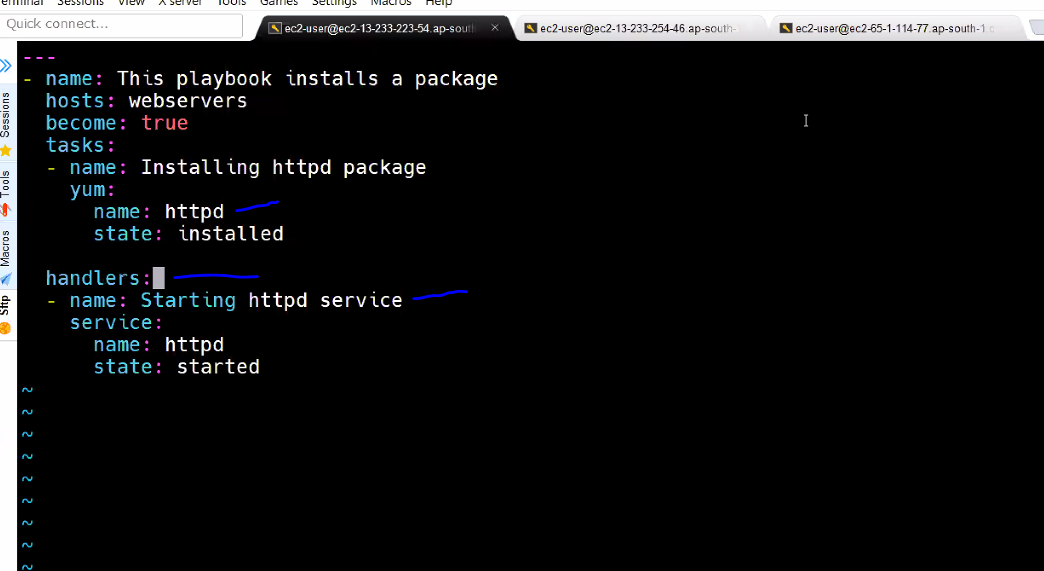 erminal Sessions View X server Tools Games Settings Macros Help
Quick connect...
ec2-user@ec2-13-233-223-54.ap-sout
ec2-user@ec2-13-233-254-46.ap-south-
ec2-user@ec2-65-1-114-77.ap-south-1.c
Sessions
Tools
Macros
Sftp
---
- name: This playbook installs a package
hosts: webservers
become: true
tasks:
- name: Installing httpd package
yum:
name: httpd
state: installed
handlers:
- name: Starting httpd service
service:
name: httpd
state: started
~
~
~
~
~
~
~
~
~